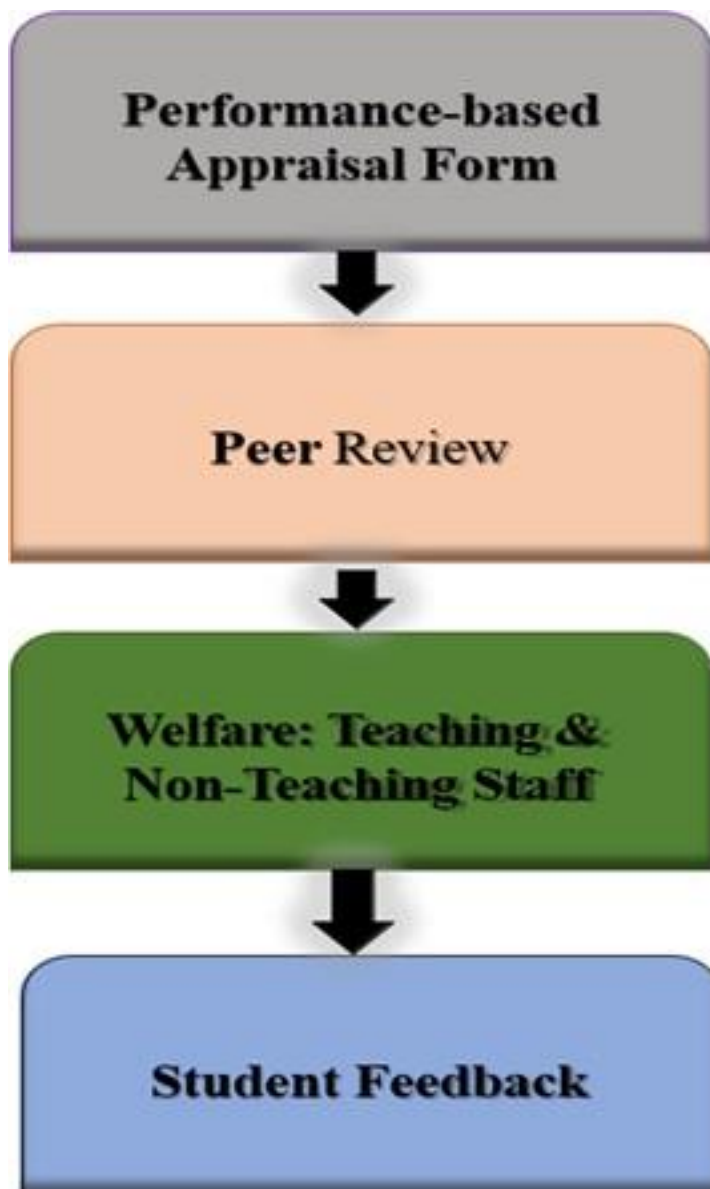 Performance-based
Appraisal Form
Peer Review
Welfare: Teaching &
Non-Teaching Staff
Student Feedback